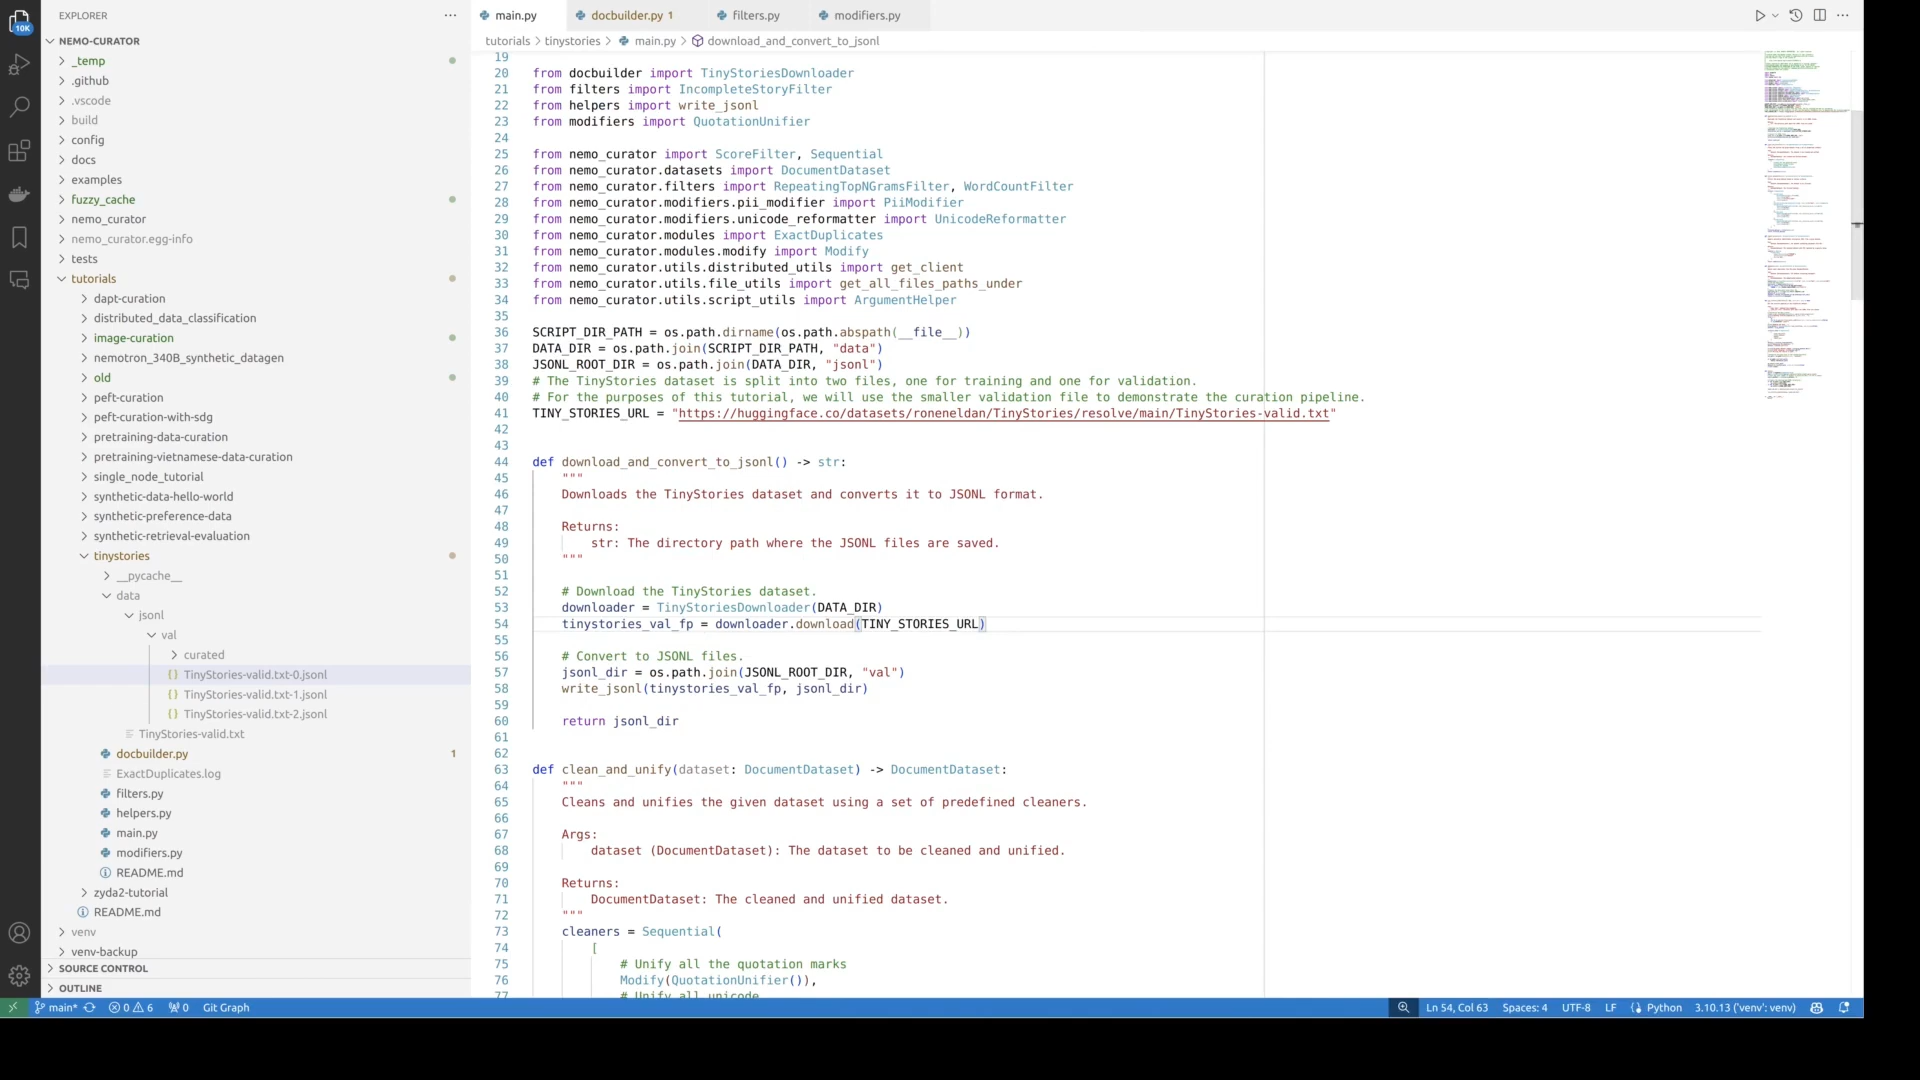 EXPLORER
NEMO-CURATOR
_temp
.github
.vscode
build
config
docs
examples
fuzzy_cache
nemo_curator
nemo_curator.egg-info
tests
tutorials
dapt-curation
distributed_data_classification
image-curation
nemotron_340B_synthetic_datagen
old
peft-curation
peft-curation-with-sdg
pretraining-data-curation
pretraining-vietnamese-data-curation
single_node_tutorial
synthetic-data-hello-world
synthetic-preference-data
synthetic-retrieval-evaluation
tinystories
__pycache__
data
jsonl
val
curated
TinyStories-valid.txt-0.jsonl
TinyStories-valid.txt-1.jsonl
TinyStories-valid.txt-2.jsonl
TinyStories-valid.txt
docbuilder.py 1
ExactDuplicates.log
filters.py
helpers.py
main.py
modifiers.py
README.md
zyda2-tutorial
README.md
venv
venv-backup
SOURCE CONTROL
OUTLINE
10K
main.py docbuilder.py 1 filters.py modifiers.py
tutorials > tinystories > main.py > download_and_convert_to_jsonl
19
20 from docbuilder import TinyStoriesDownloader
21 from filters import IncompleteStoryFilter
22 from helpers import write_jsonl
23 from modifiers import QuotationUnifier
24
25 from nemo_curator import ScoreFilter, Sequential
26 from nemo_curator.datasets import DocumentDataset
27 from nemo_curator.filters import RepeatingTopNGramsFilter, WordCountFilter
28 from nemo_curator.modifiers.pii_modifier import PiiModifier
29 from nemo_curator.modifiers.unicode_reformatter import UnicodeReformatter
30 from nemo_curator.modules import ExactDuplicates
31 from nemo_curator.modules.modify import Modify
32 from nemo_curator.utils.distributed_utils import get_client
33 from nemo_curator.utils.file_utils import get_all_files_paths_under
34 from nemo_curator.utils.script_utils import ArgumentHelper
35
36 SCRIPT_DIR_PATH = os.path.dirname(os.path.abspath(__file__))
37 DATA_DIR = os.path.join(SCRIPT_DIR_PATH, "data")
38 JSONL_ROOT_DIR = os.path.join(DATA_DIR, "jsonl")
39 # The TinyStories dataset is split into two files, one for training and one for validation.
40 # For the purposes of this tutorial, we will use the smaller validation file to demonstrate the curation pipeline.
41 TINY_STORIES_URL = "https://huggingface.co/datasets/roneneldan/TinyStories/resolve/main/TinyStories-valid.txt"
42
43
44 def download_and_convert_to_jsonl() -> str:
45 """
46 Downloads the TinyStories dataset and converts it to JSONL format.
47
48 Returns:
49 str: The directory path where the JSONL files are saved.
50 """
51
52 # Download the TinyStories dataset.
53 downloader = TinyStoriesDownloader(DATA_DIR)
54 tinystories_val_fp = downloader.download(TINY_STORIES_URL)
55
56 # Convert to JSONL files.
57 jsonl_dir = os.path.join(JSONL_ROOT_DIR, "val")
58 write_jsonl(tinystories_val_fp, jsonl_dir)
59
60 return jsonl_dir
61
62
63 def clean_and_unify(dataset: DocumentDataset) -> DocumentDataset:
64 """
65 Cleans and unifies the given dataset using a set of predefined cleaners.
66
67 Args:
68 dataset (DocumentDataset): The dataset to be cleaned and unified.
69
70 Returns:
71 DocumentDataset: The cleaned and unified dataset.
72 """
73 cleaners = Sequential(
74 [
75 # Unify all the quotation marks
76 Modify(QuotationUnifier()),
77 # Unify all unicode
main* 0 6 0 Git Graph Ln 54, Col 63 Spaces: 4 UTF-8 LF Python 3.10.13 ('venv': venv)